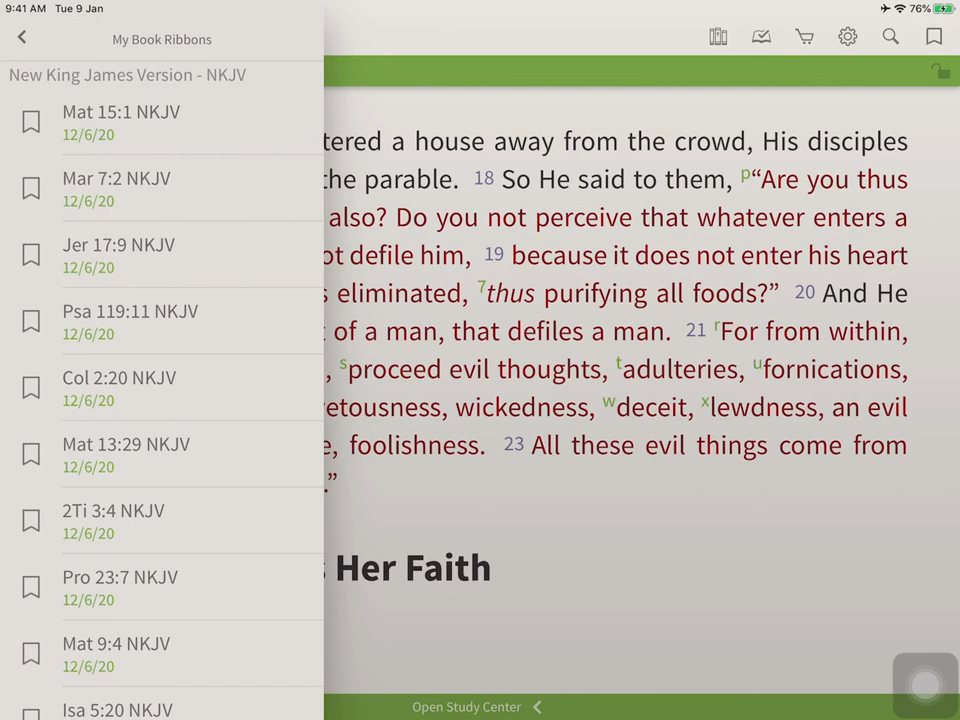 9:41 AM Tue 9 Jan
76%
My Book Ribbons
New King James Version - NKJV
Mat 15:1 NKJV
12/6/20
Mar 7:2 NKJV
12/6/20
Jer 17:9 NKJV
12/6/20
Psa 119:11 NKJV
12/6/20
Col 2:20 NKJV
12/6/20
Mat 13:29 NKJV
12/6/20
2Ti 3:4 NKJV
12/6/20
Pro 23:7 NKJV
12/6/20
Mat 9:4 NKJV
12/6/20
Isa 5:20 NKJV
tered a house away from the crowd, His disciples
the parable. 18 So He said to them, p“Are you thus
also? Do you not perceive that whatever enters a
ot defile him, 19 because it does not enter his heart
s eliminated, 7thus purifying all foods?” 20 And He
of a man, that defiles a man. 21 rFor from within,
, sproceed evil thoughts, tadulteries, ufornications,
etousness, wickedness, wdeceit, xlewdness, an evil
e, foolishness. 23 All these evil things come from
.”
Her Faith
Open Study Center